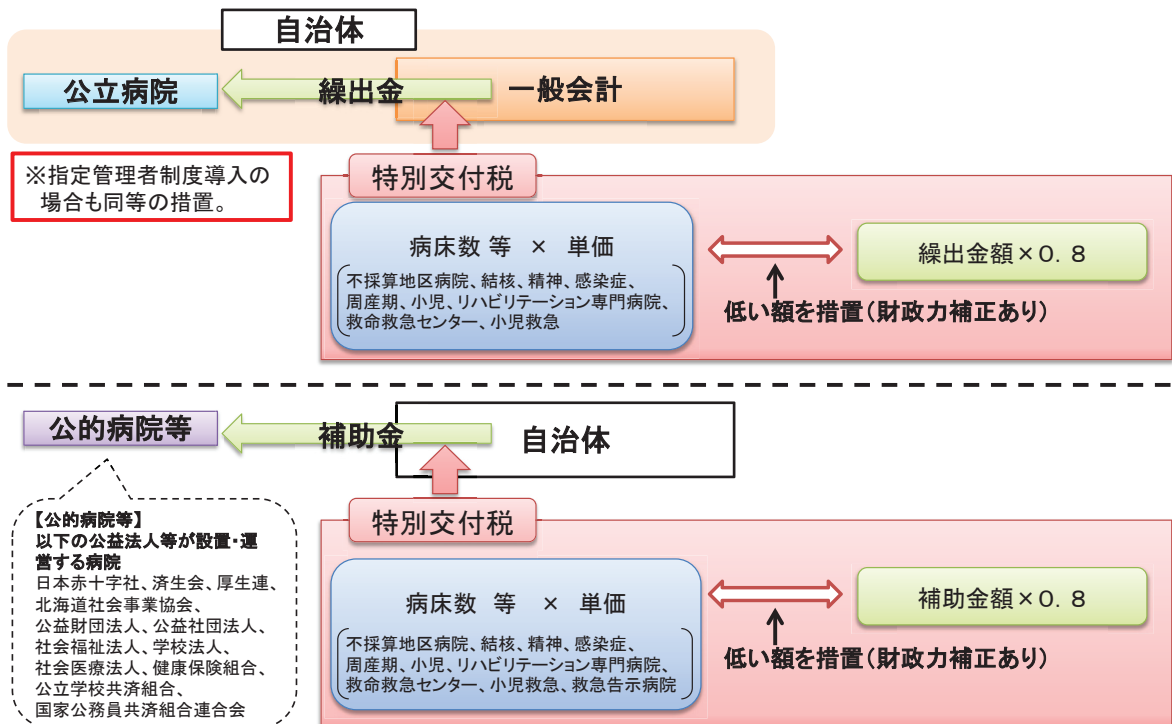 自治体
公立病院
繰出金
一般会計
※指定管理者制度導入の
場合も同等の措置。
特別交付税
病床数 等 × 単価
不採算地区病院、結核、精神、感染症、
周産期、小児、リハビリテーション専門病院、
救命救急センター、小児救急
繰出金額×0.8
低い額を措置(財政力補正あり)
公的病院等
補助金
自治体
【公的病院等】
以下の公益法人等が設置・運
営する病院
日本赤十字社、済生会、厚生連、
北海道社会事業協会、
公益財団法人、公益社団法人、
社会福祉法人、学校法人、
社会医療法人、健康保険組合、
公立学校共済組合、
国家公務員共済組合連合会
特別交付税
病床数 等 × 単価
不採算地区病院、結核、精神、感染症、
周産期、小児、リハビリテーション専門病院、
救命救急センター、小児救急、救急告示病院
補助金額×0.8
低い額を措置(財政力補正あり)